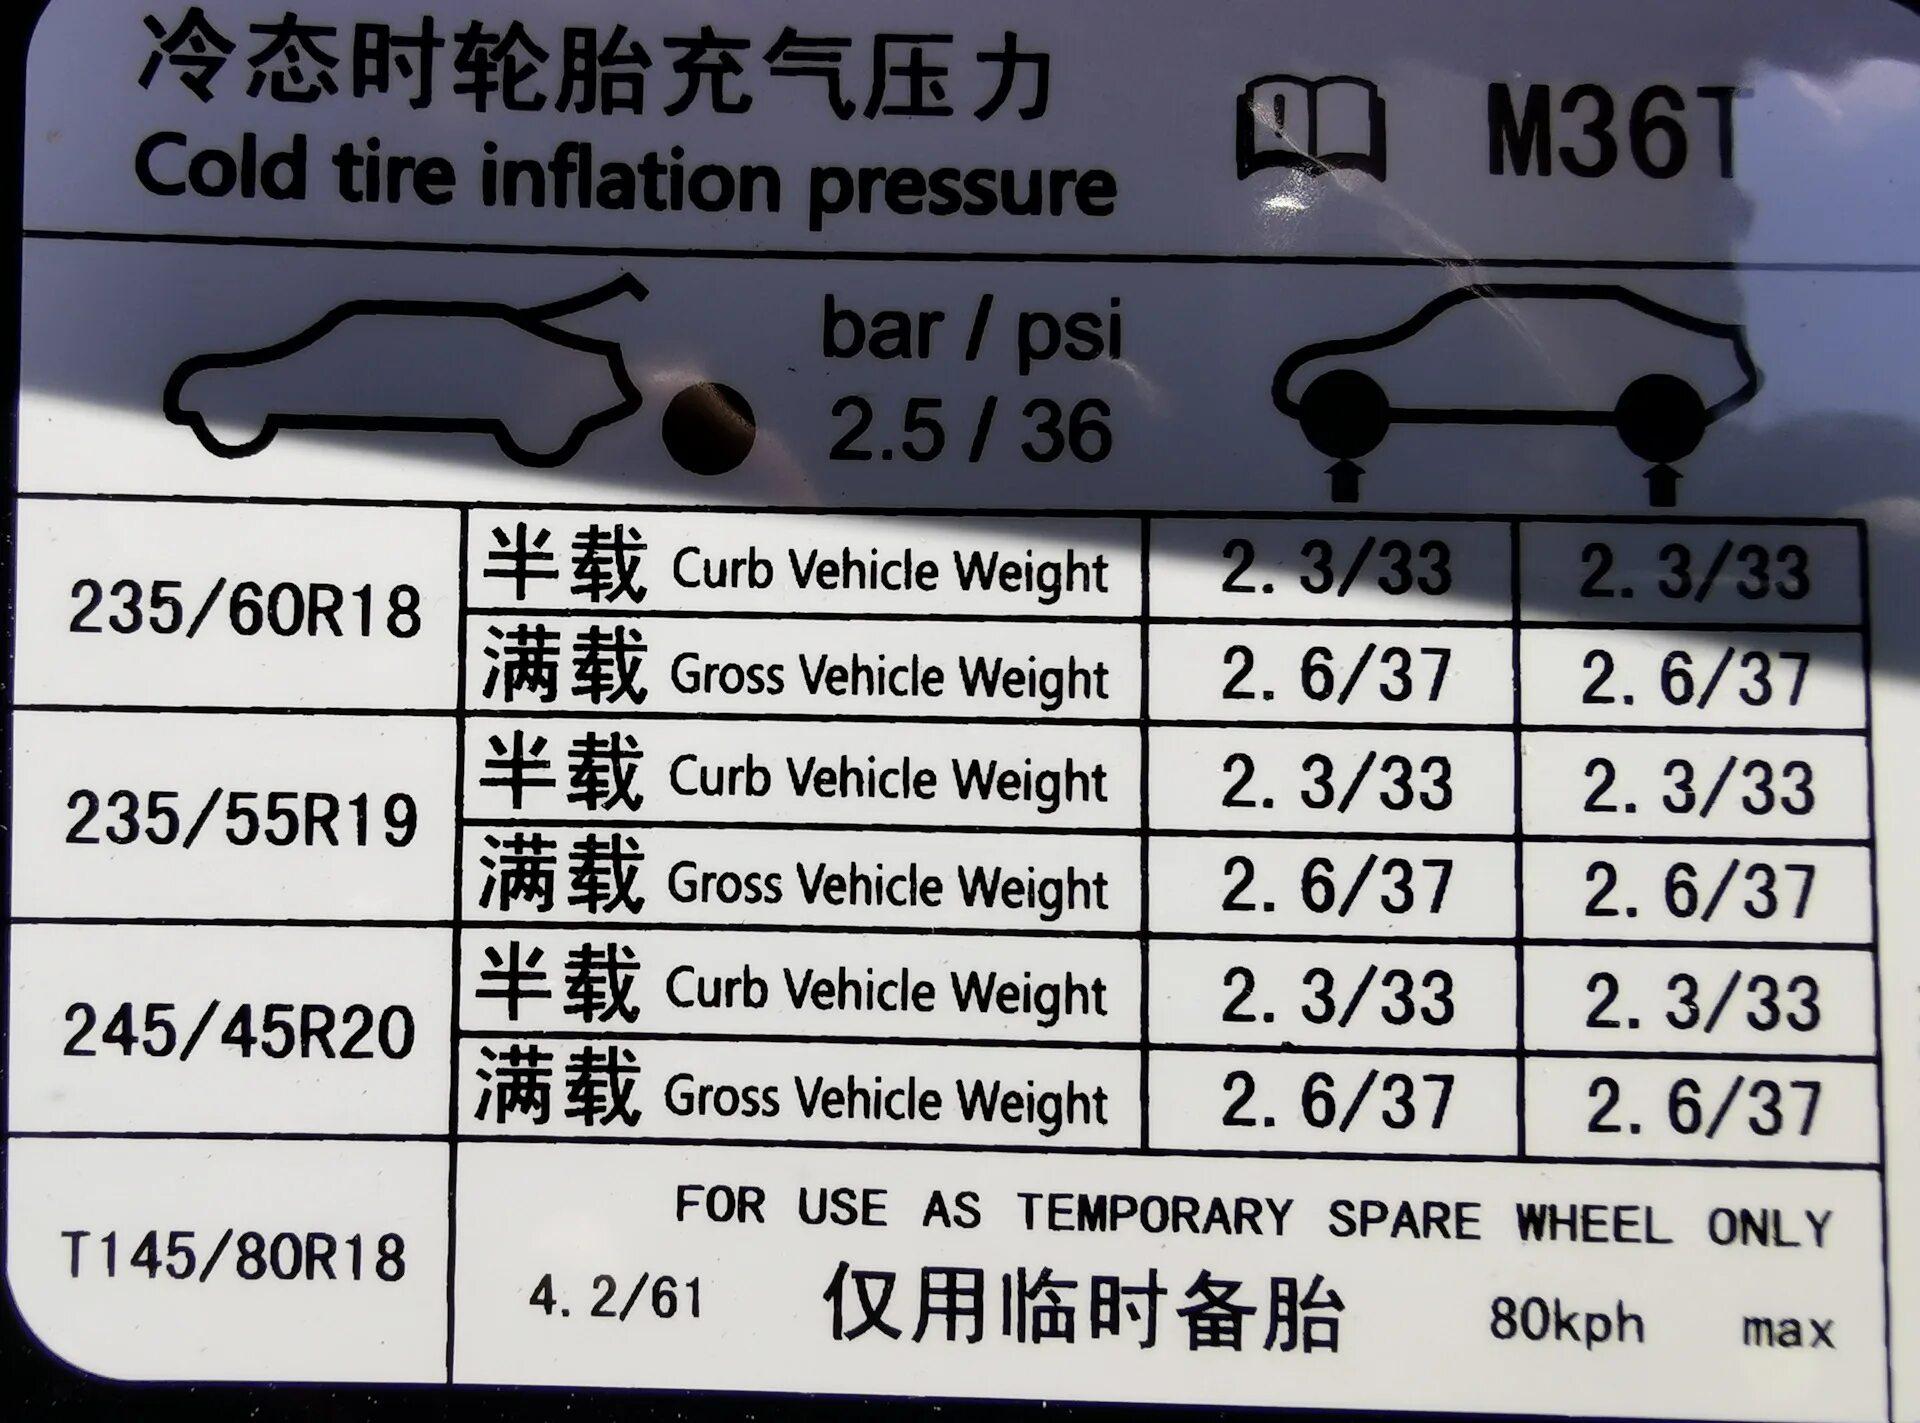 冷态时轮胎充气压力
Cold tire inflation pressure
M36T
bar / psi
2.5 / 36
235/60R18 半载 Curb Vehicle Weight 2.3/33 2.3/33
满载 Gross Vehicle Weight 2.6/37 2.6/37
235/55R19 半载 Curb Vehicle Weight 2.3/33 2.3/33
满载 Gross Vehicle Weight 2.6/37 2.6/37
245/45R20 半载 Curb Vehicle Weight 2.3/33 2.3/33
满载 Gross Vehicle Weight 2.6/37 2.6/37
T145/80R18 FOR USE AS TEMPORARY SPARE WHEEL ONLY
4.2/61 仅用临时备胎 80kph max